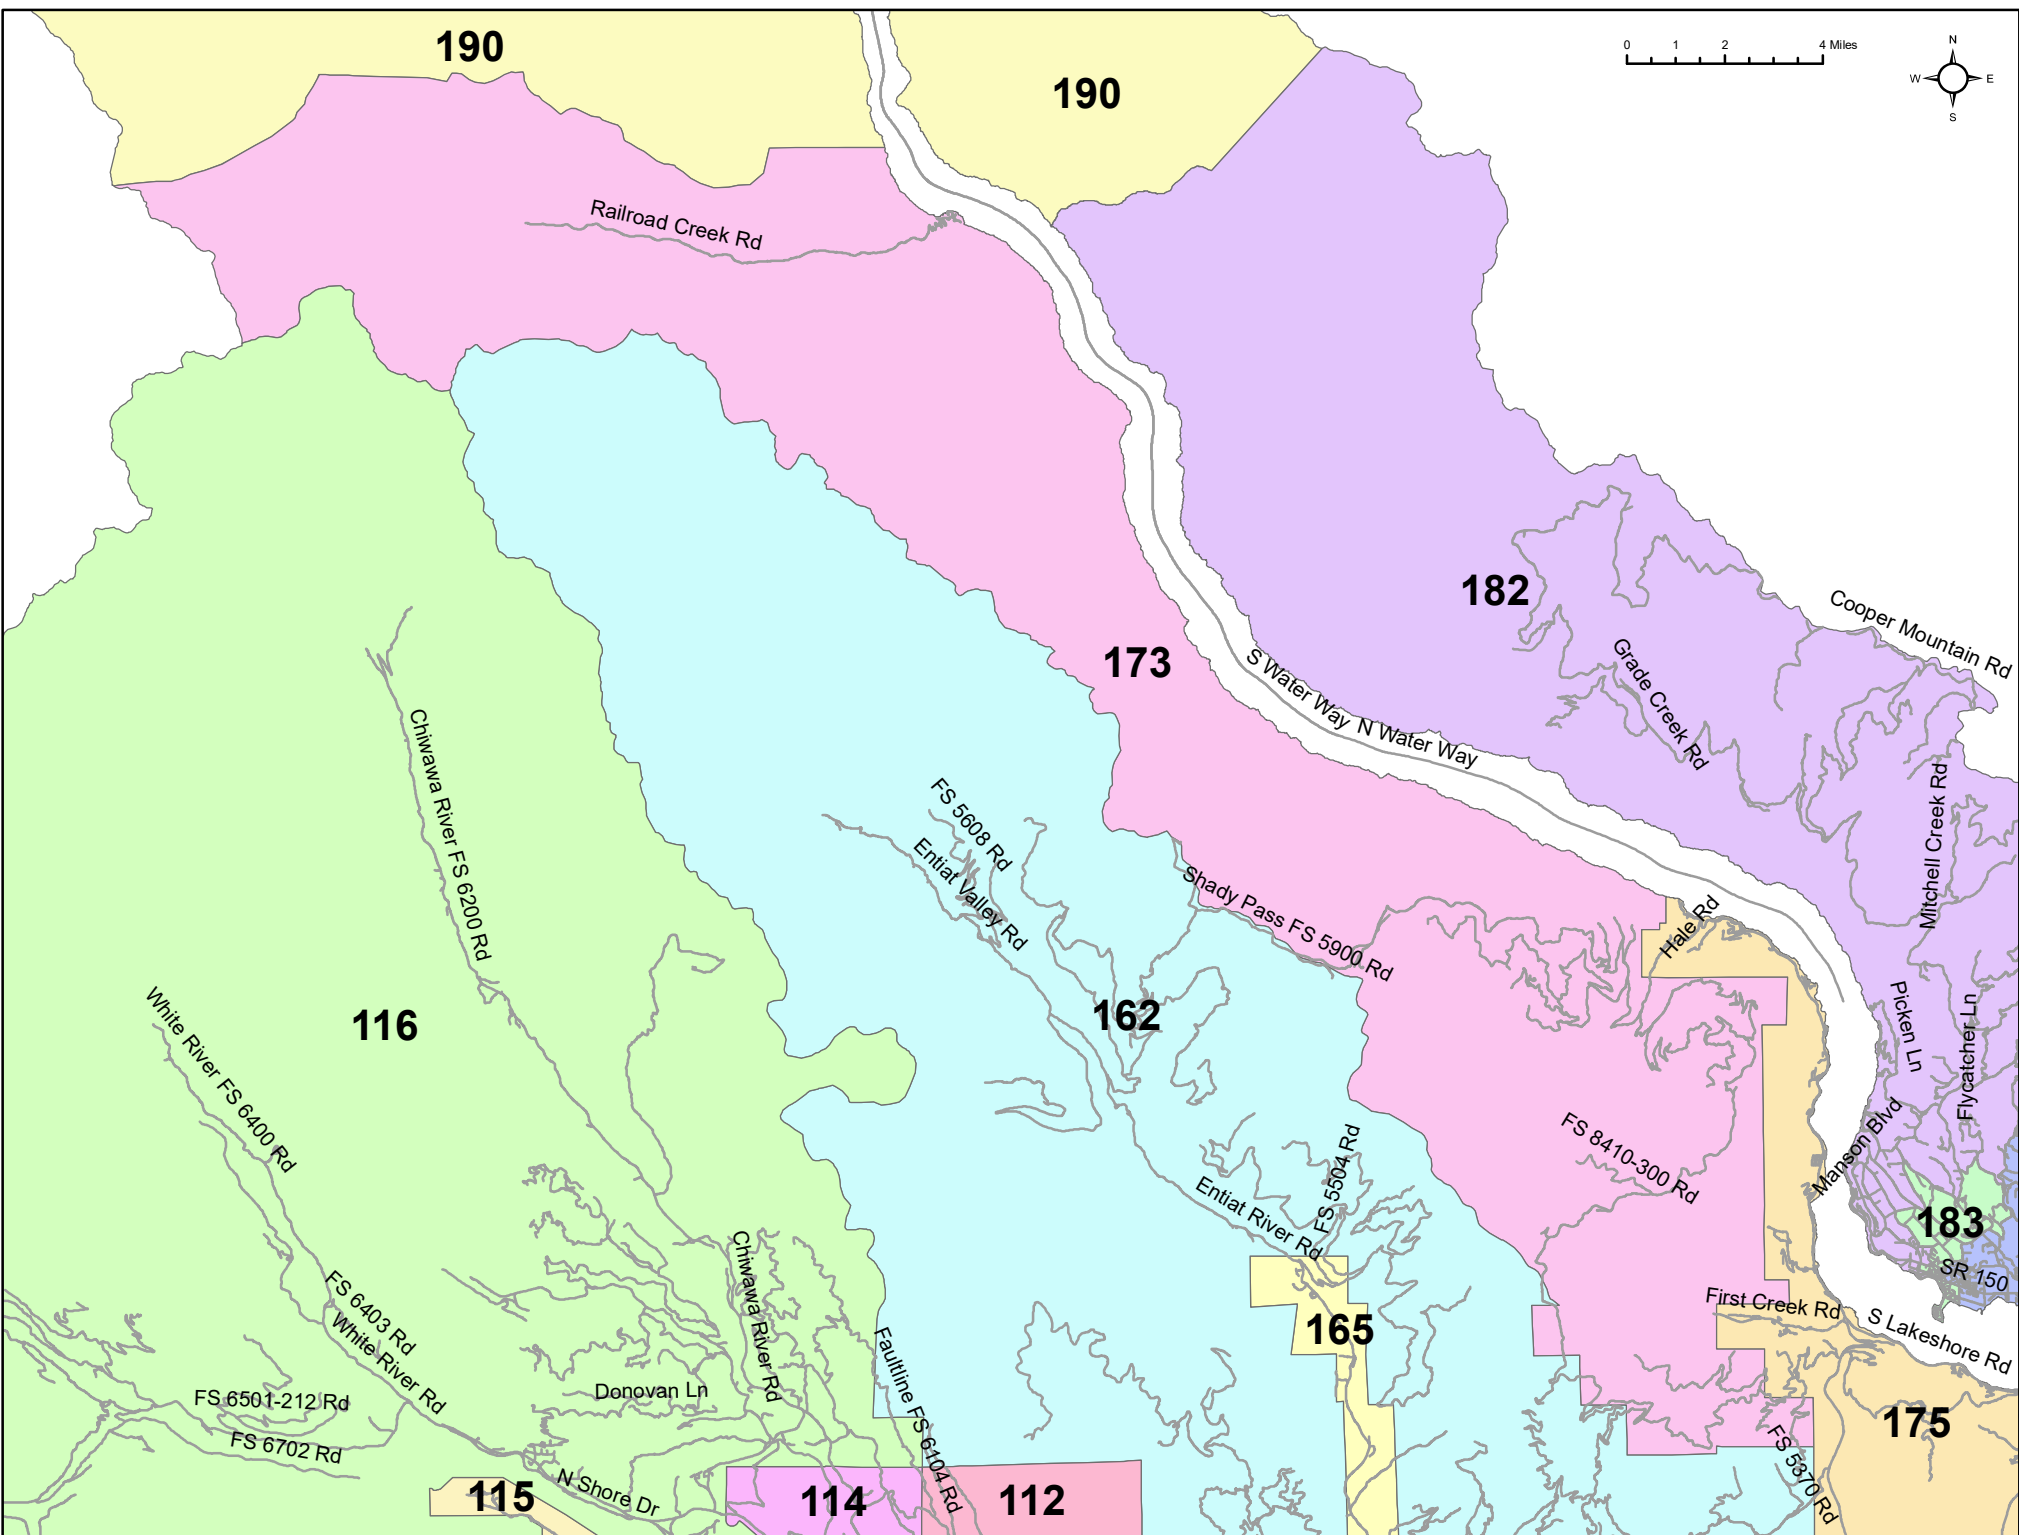 190
190
0 1 2 4 Miles
N
W E
S
Railroad Creek Rd
182
Cooper Mountain Rd
Grade Creek Rd
173
S Water Way
N Water Way
Chiwawa River FS 6200 Rd
Mitchell Creek Rd
FS 5608 Rd
Entiat Valley Rd
Shady Pass FS 5900 Rd
Hale Rd
116
162
White River FS 6400 Rd
Picken Ln
Flycatcher Ln
Manson Blvd
FS 8410-300 Rd
FS 5504 Rd
Entiat River Rd
183
SR 150
Chiwawa River Rd
FS 6403 Rd
White River Rd
165
First Creek Rd
S Lakeshore Rd
Faultline FS 6104 Rd
Donovan Ln
FS 6501-212 Rd
FS 6702 Rd
175
FS 5370 Rd
115
N Shore Dr
114
112